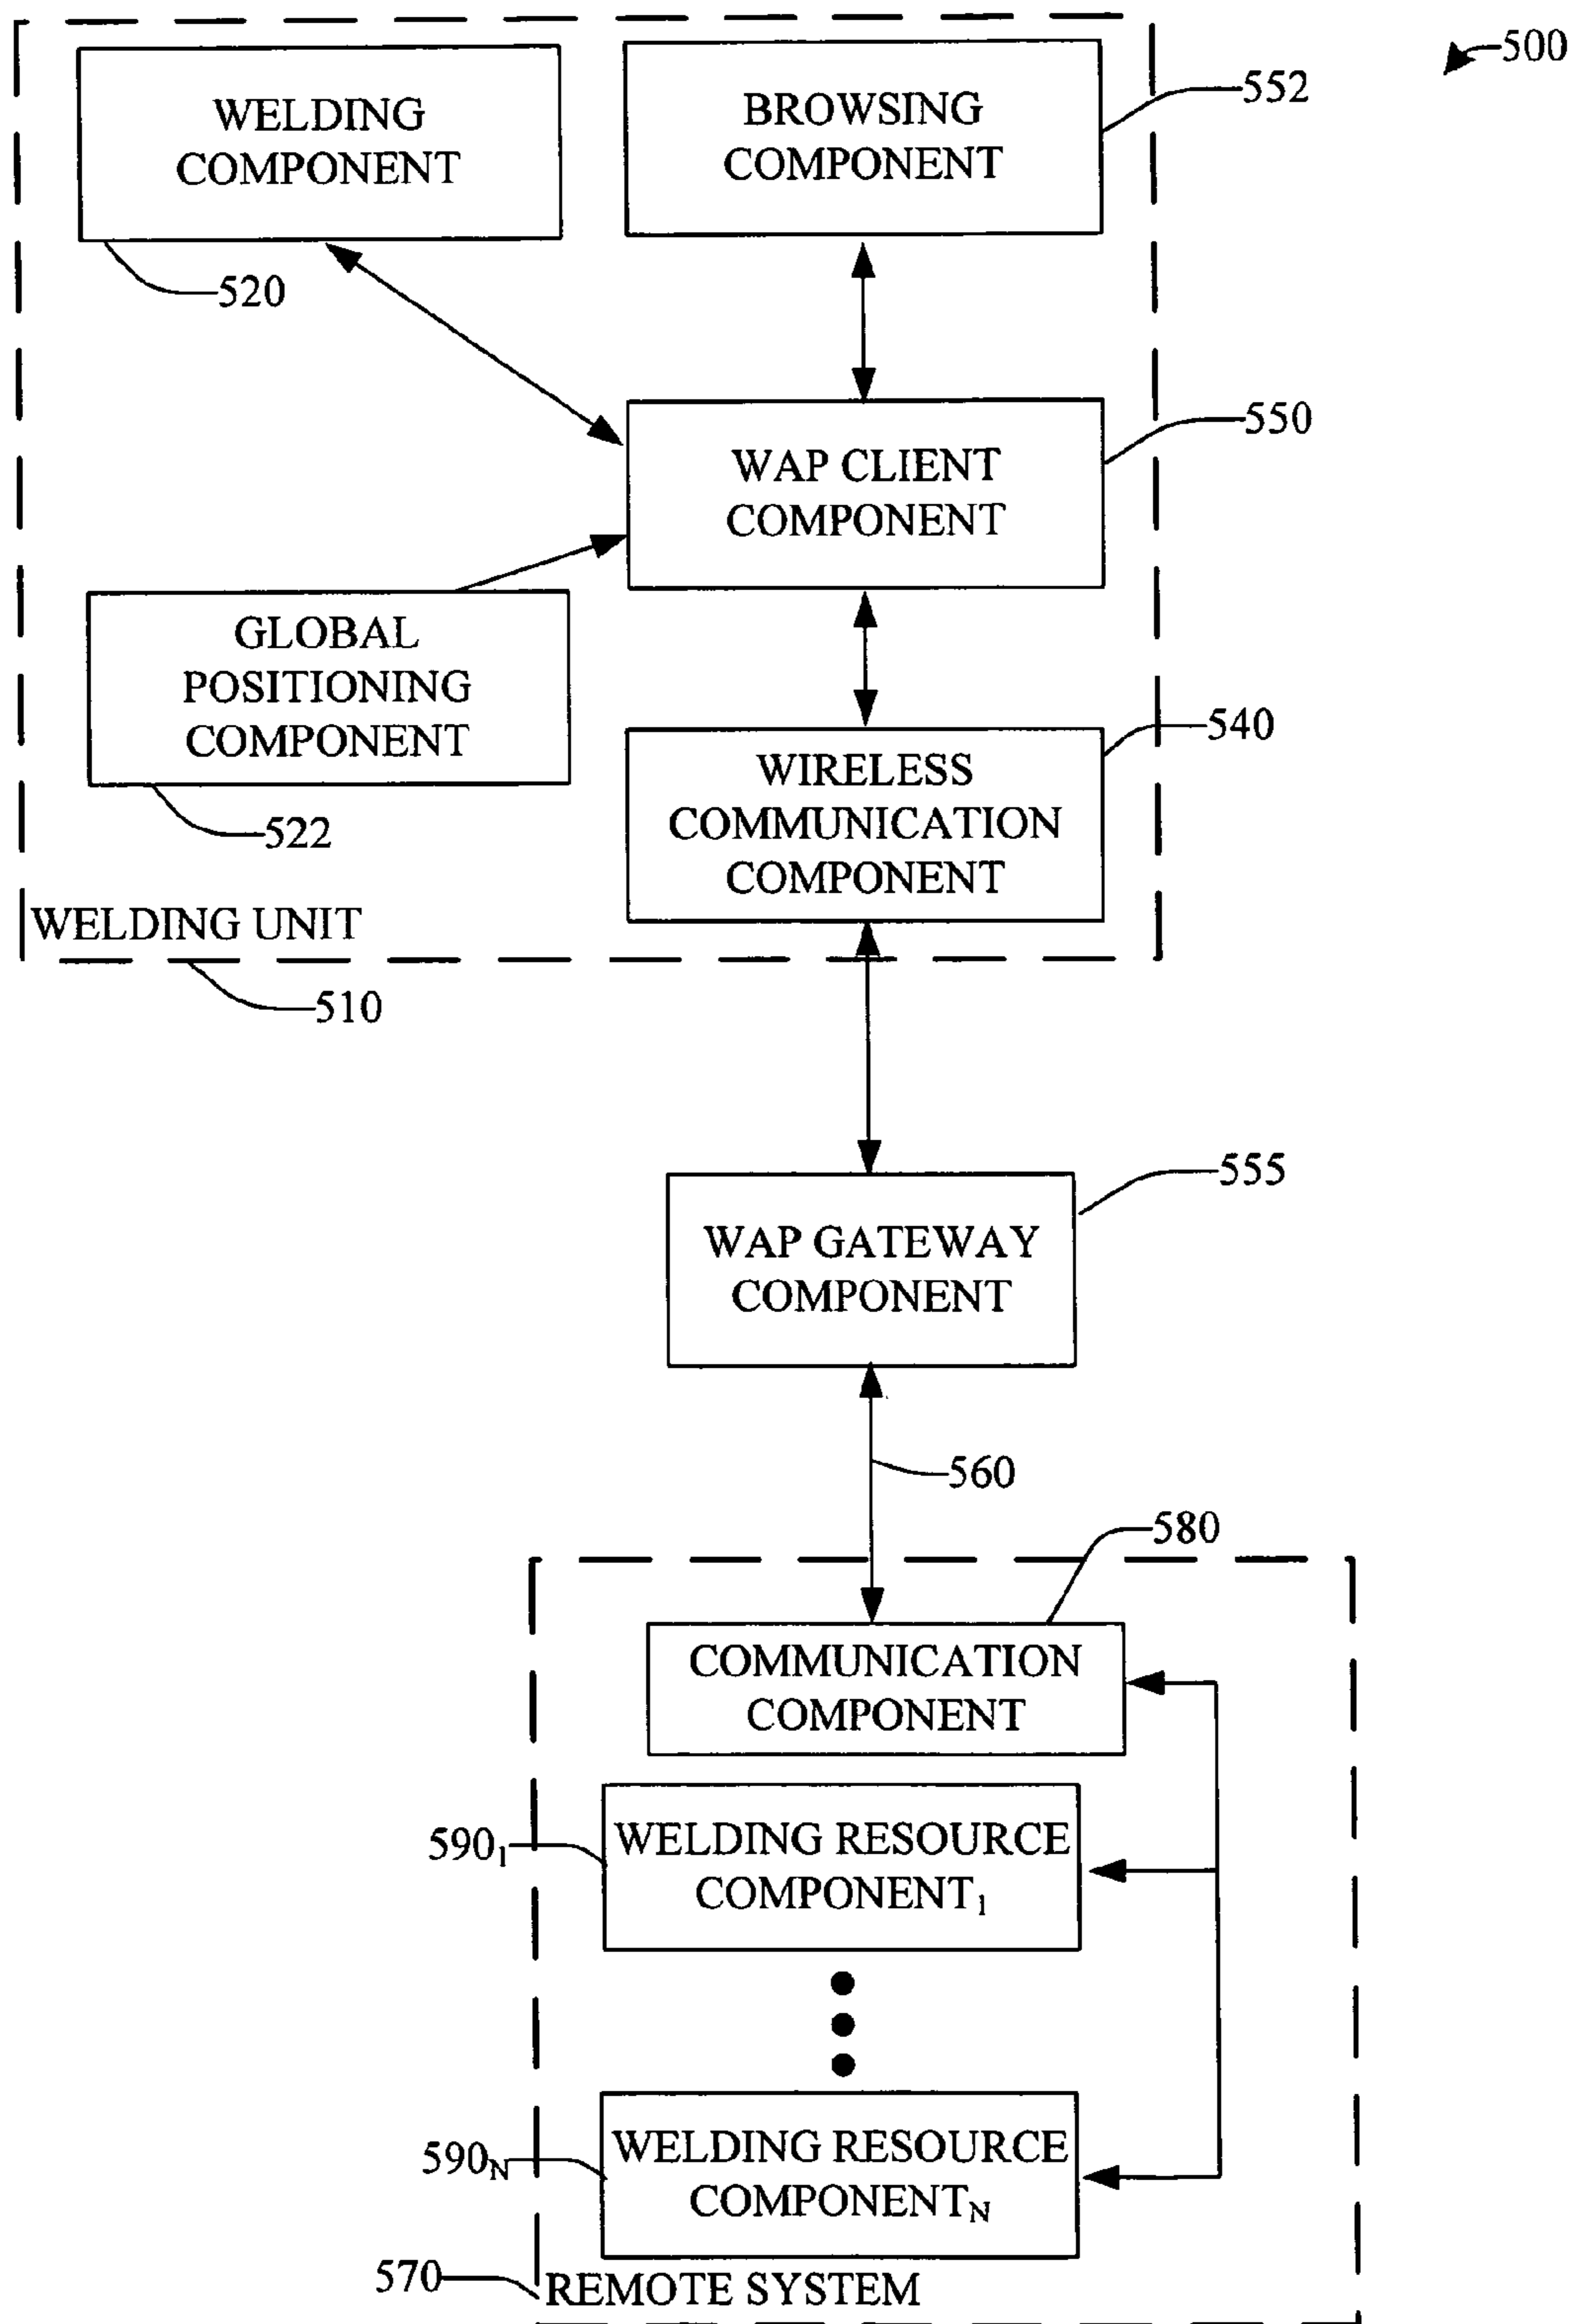 500
WELDING
COMPONENT
520
BROWSING
COMPONENT
552
WAP CLIENT
COMPONENT
550
GLOBAL
POSITIONING
COMPONENT
522
WIRELESS
COMMUNICATION
COMPONENT
540
WELDING UNIT
510
WAP GATEWAY
COMPONENT
555
560
580
COMMUNICATION
COMPONENT
590₁
WELDING RESOURCE
COMPONENT₁
590N
WELDING RESOURCE
COMPONENTN
570
REMOTE SYSTEM